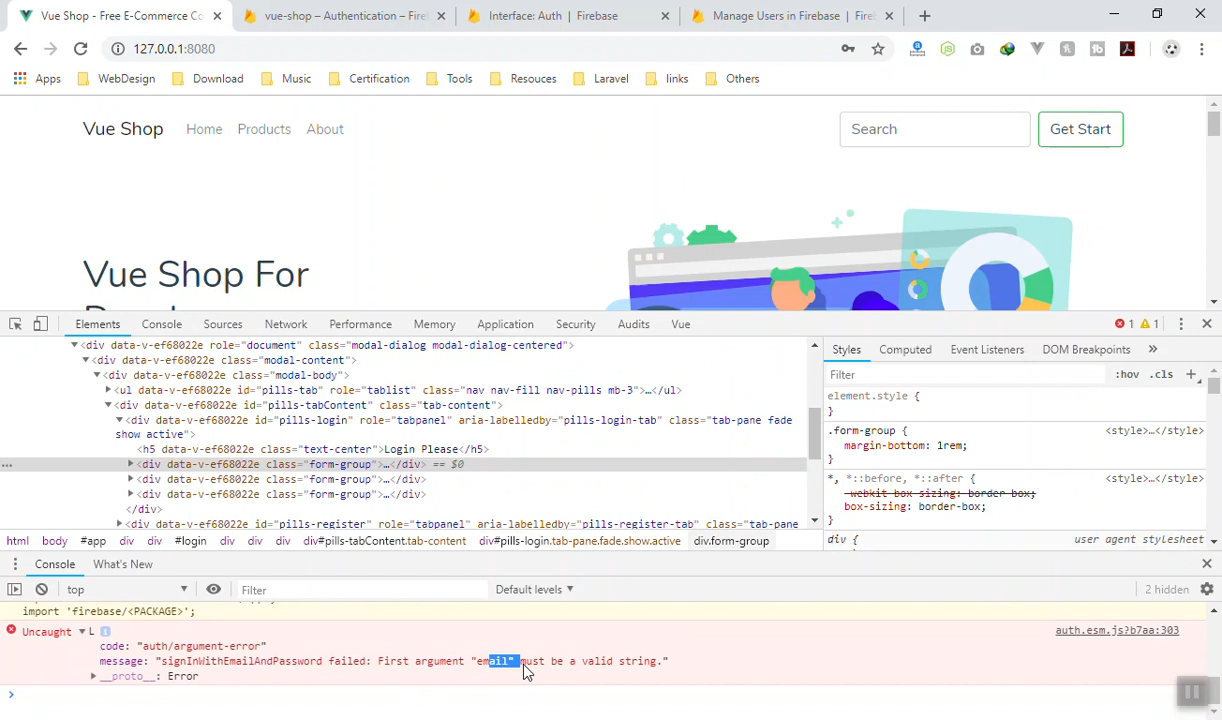 Vue Shop - Free E-Commerce Co
vue-shop – Authentication – Fire
Interface: Auth | Firebase
Manage Users in Firebase | Fire
127.0.0.1:8080
Apps WebDesign Download Music Certification Tools Resouces Laravel links Others
Vue Shop Home Products About Search Get Start
Vue Shop For
Elements Console Sources Network Performance Memory Application Security Audits Vue 1 1
<div data-v-ef68022e role="document" class="modal-dialog modal-dialog-centered">
<div data-v-ef68022e class="modal-content">
<div data-v-ef68022e class="modal-body">
<ul data-v-ef68022e id="pills-tab" role="tablist" class="nav nav-fill nav-pills mb-3">…</ul>
<div data-v-ef68022e id="pills-tabContent" class="tab-content">
<div data-v-ef68022e id="pills-login" role="tabpanel" aria-labelledby="pills-login-tab" class="tab-pane fade
show active">
<h5 data-v-ef68022e class="text-center">Login Please</h5>
<div data-v-ef68022e class="form-group">…</div> == $0
<div data-v-ef68022e class="form-group">…</div>
<div data-v-ef68022e class="form-group">…</div>
</div>
<div data-v-ef68022e id="pills-register" role="tabpanel" aria-labelledby="pills-register-tab" class="tab-pane
html body #app div div #login div div div div#pills-tabContent.tab-content div#pills-login.tab-pane.fade.show.active div.form-group
Styles Computed Event Listeners DOM Breakpoints »
Filter :hov .cls +
element.style {
}
.form-group { <style>…</style>
margin-bottom: 1rem;
}
*, *::before, *::after { <style>…</style>
-webkit-box-sizing: border-box;
box-sizing: border-box;
}
div { user agent stylesheet
Console What's New
top Filter Default levels 2 hidden
import 'firebase/<PACKAGE>';
Uncaught L auth.esm.js?b7aa:303
code: "auth/argument-error"
message: "signInWithEmailAndPassword failed: First argument "email" must be a valid string."
__proto__: Error